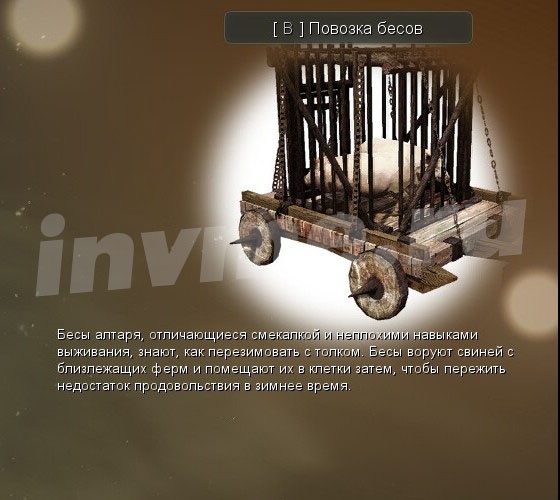 [ B ] Повозка бесов
Бесы алтаря, отличающиеся смекалкой и неплохими навыками
выживания, знают, как перезимовать с толком. Бесы воруют свиней с
близлежащих ферм и помещают их в клетки затем, чтобы пережить
недостаток продовольствия в зимнее время.